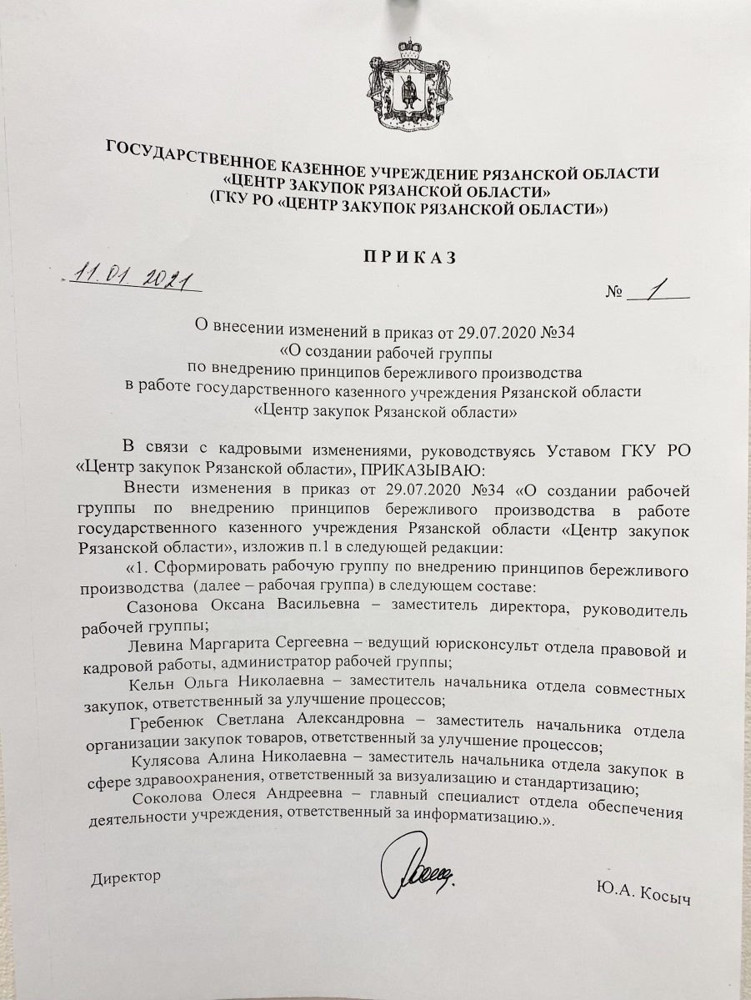 ГОСУДАРСТВЕННОЕ КАЗЕННОЕ УЧРЕЖДЕНИЕ РЯЗАНСКОЙ ОБЛАСТИ
«ЦЕНТР ЗАКУПОК РЯЗАНСКОЙ ОБЛАСТИ»
(ГКУ РО «ЦЕНТР ЗАКУПОК РЯЗАНСКОЙ ОБЛАСТИ»)
П Р И К А З
11.01.2021
№ 1
О внесении изменений в приказ от 29.07.2020 №34
«О создании рабочей группы
по внедрению принципов бережливого производства
в работе государственного казенного учреждения Рязанской области
«Центр закупок Рязанской области»
В связи с кадровыми изменениями, руководствуясь Уставом ГКУ РО
«Центр закупок Рязанской области», ПРИКАЗЫВАЮ:
Внести изменения в приказ от 29.07.2020 №34 «О создании рабочей
группы по внедрению принципов бережливого производства в работе
государственного казенного учреждения Рязанской области «Центр закупок
Рязанской области», изложив п.1 в следующей редакции:
«1. Сформировать рабочую группу по внедрению принципов бережливого
производства (далее – рабочая группа) в следующем составе:
Сазонова Оксана Васильевна – заместитель директора, руководитель
рабочей группы;
Левина Маргарита Сергеевна – ведущий юрисконсульт отдела правовой и
кадровой работы, администратор рабочей группы;
Кельн Ольга Николаевна – заместитель начальника отдела совместных
закупок, ответственный за улучшение процессов;
Гребенюк Светлана Александровна – заместитель начальника отдела
организации закупок товаров, ответственный за улучшение процессов;
Кулясова Алина Николаевна – заместитель начальника отдела закупок в
сфере здравоохранения, ответственный за визуализацию и стандартизацию;
Соколова Олеся Андреевна – главный специалист отдела обеспечения
деятельности учреждения, ответственный за информатизацию.».
Директор
Ю.А. Косыч